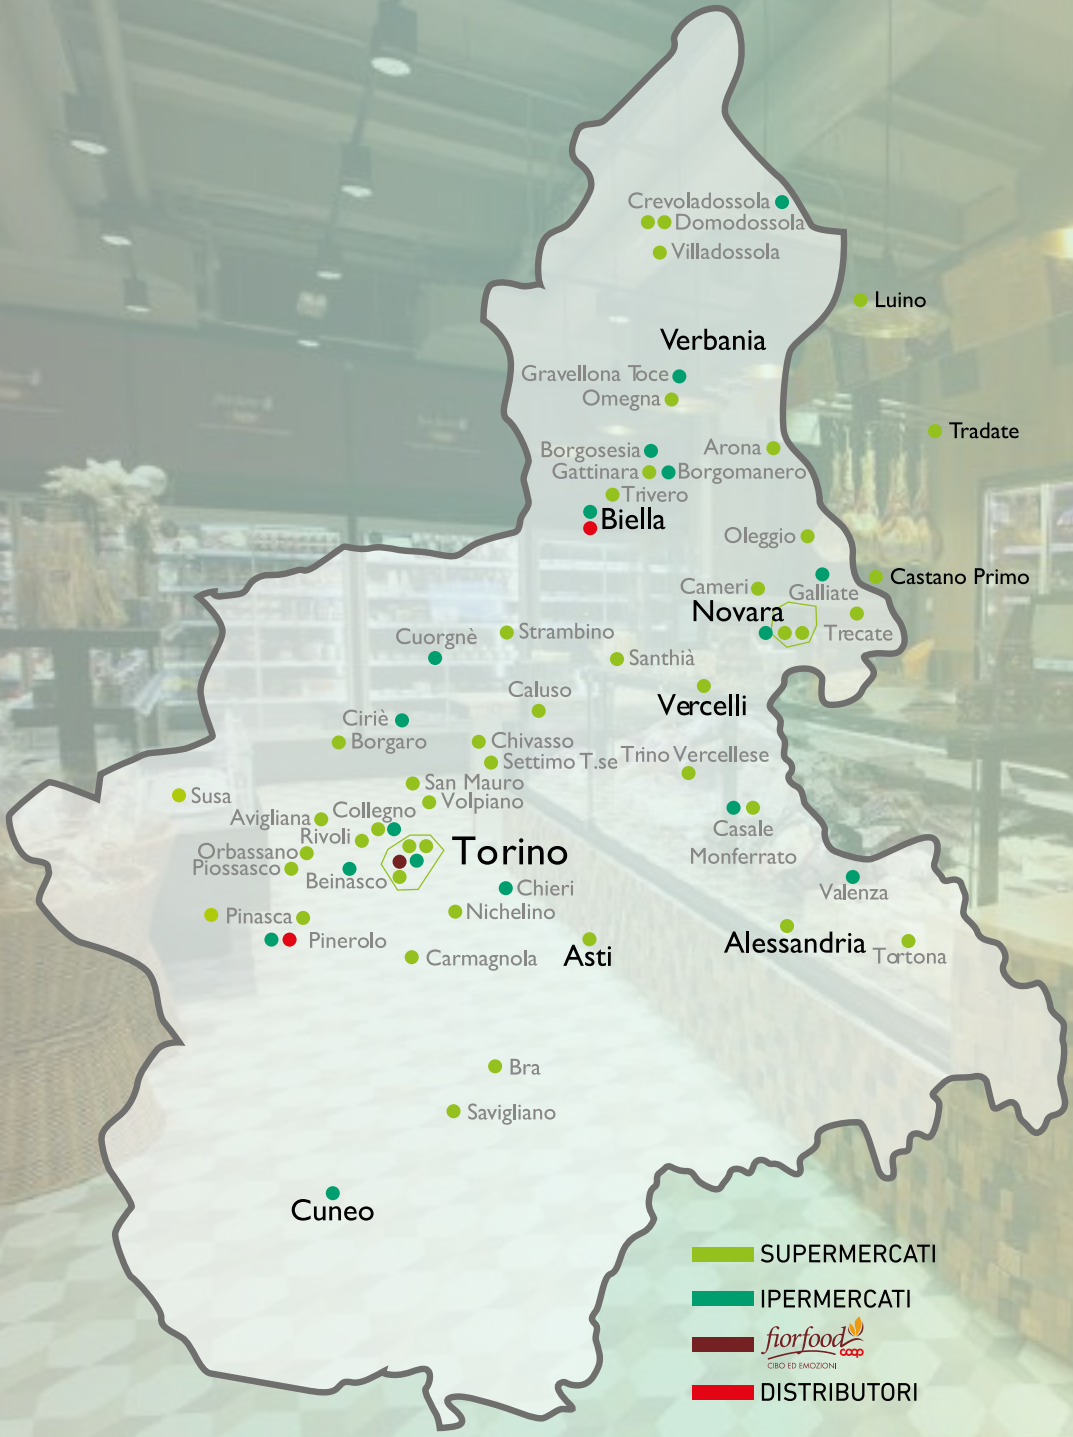 Crevoladossola
Domodossola
Villadossola
Luino
Verbania
Gravellona Toce
Omegna
Tradate
Borgosesia
Arona
Gattinara
Borgomanero
Trivero
Biella
Oleggio
Castano Primo
Cameri
Galliate
Novara
Trecate
Cuorgnè
Strambino
Santhià
Caluso
Vercelli
Ciriè
Borgaro
Chivasso
Settimo T.se
Trino Vercellese
San Mauro
Susa
Volpiano
Avigliana
Collegno
Rivoli
Casale
Monferrato
Orbassano
Torino
Piossasco
Beinasco
Chieri
Valenza
Pinasca
Nichelino
Pinerolo
Carmagnola
Asti
Alessandria
Tortona
Bra
Savigliano
Cuneo
SUPERMERCATI
IPERMERCATI
fiorfood
coop
CIBO ED EMOZIONI
DISTRIBUTORI